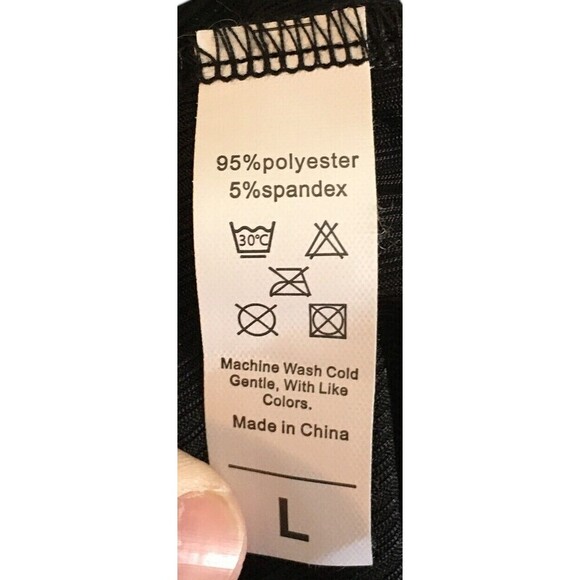 95%polyester
5%spandex
30℃
Machine Wash Cold
Gentle, With Like
Colors.
Made in China
L